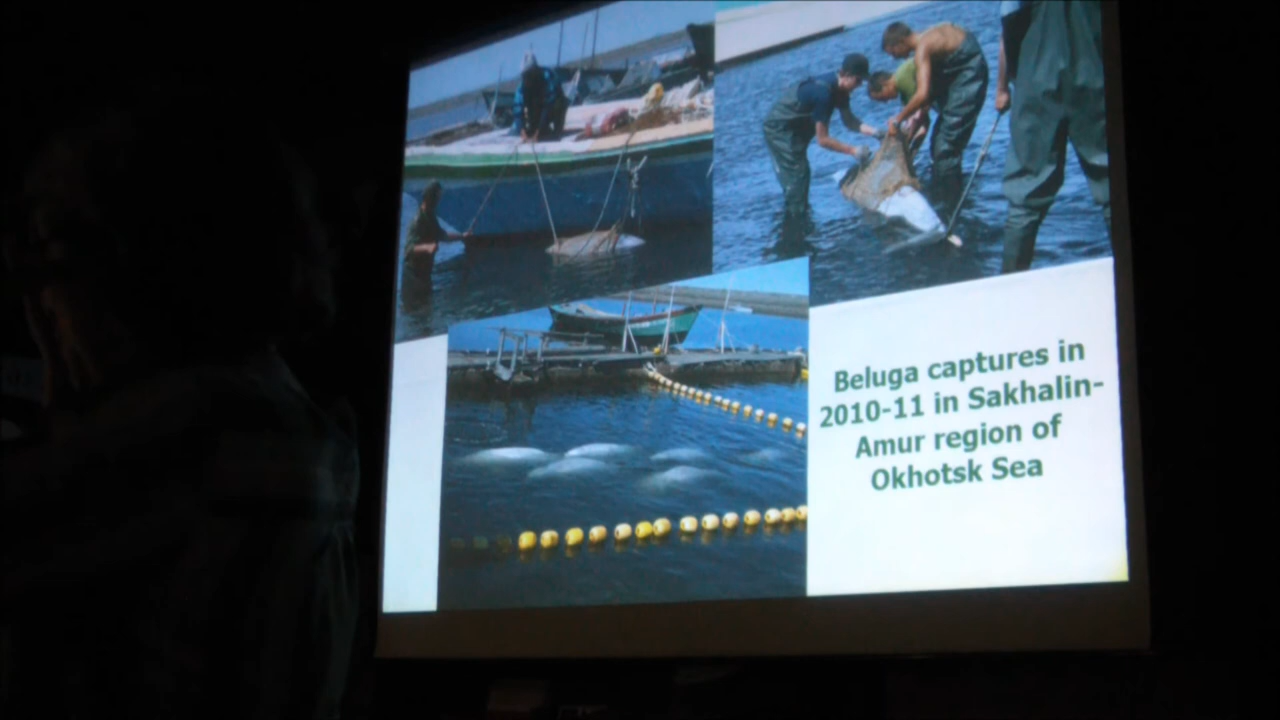 Beluga captures in
2010-11 in Sakhalin-
Amur region of
Okhotsk Sea